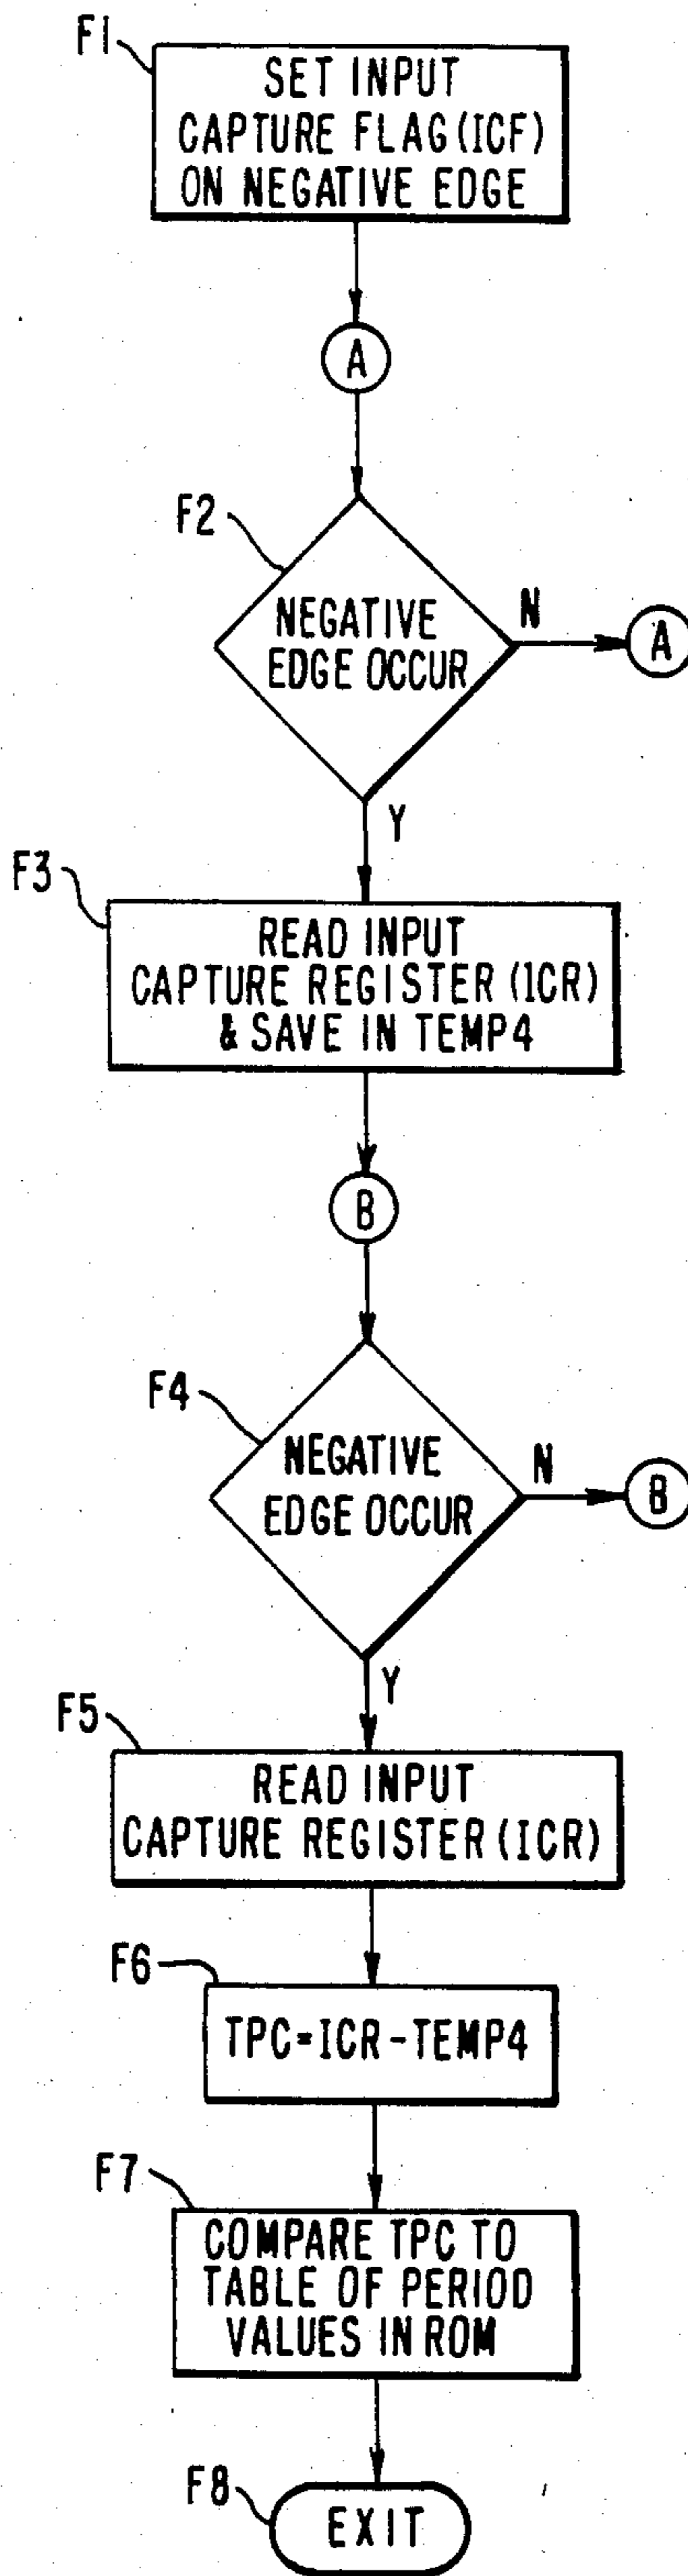 F1
SET INPUT
CAPTURE FLAG (ICF)
ON NEGATIVE EDGE
A
F2
NEGATIVE
EDGE OCCUR
N
A
Y
F3
READ INPUT
CAPTURE REGISTER (ICR)
& SAVE IN TEMP4
B
F4
NEGATIVE
EDGE OCCUR
N
B
Y
F5
READ INPUT
CAPTURE REGISTER (ICR)
F6
TPC=ICR-TEMP4
F7
COMPARE TPC TO
TABLE OF PERIOD
VALUES IN ROM
F8
EXIT